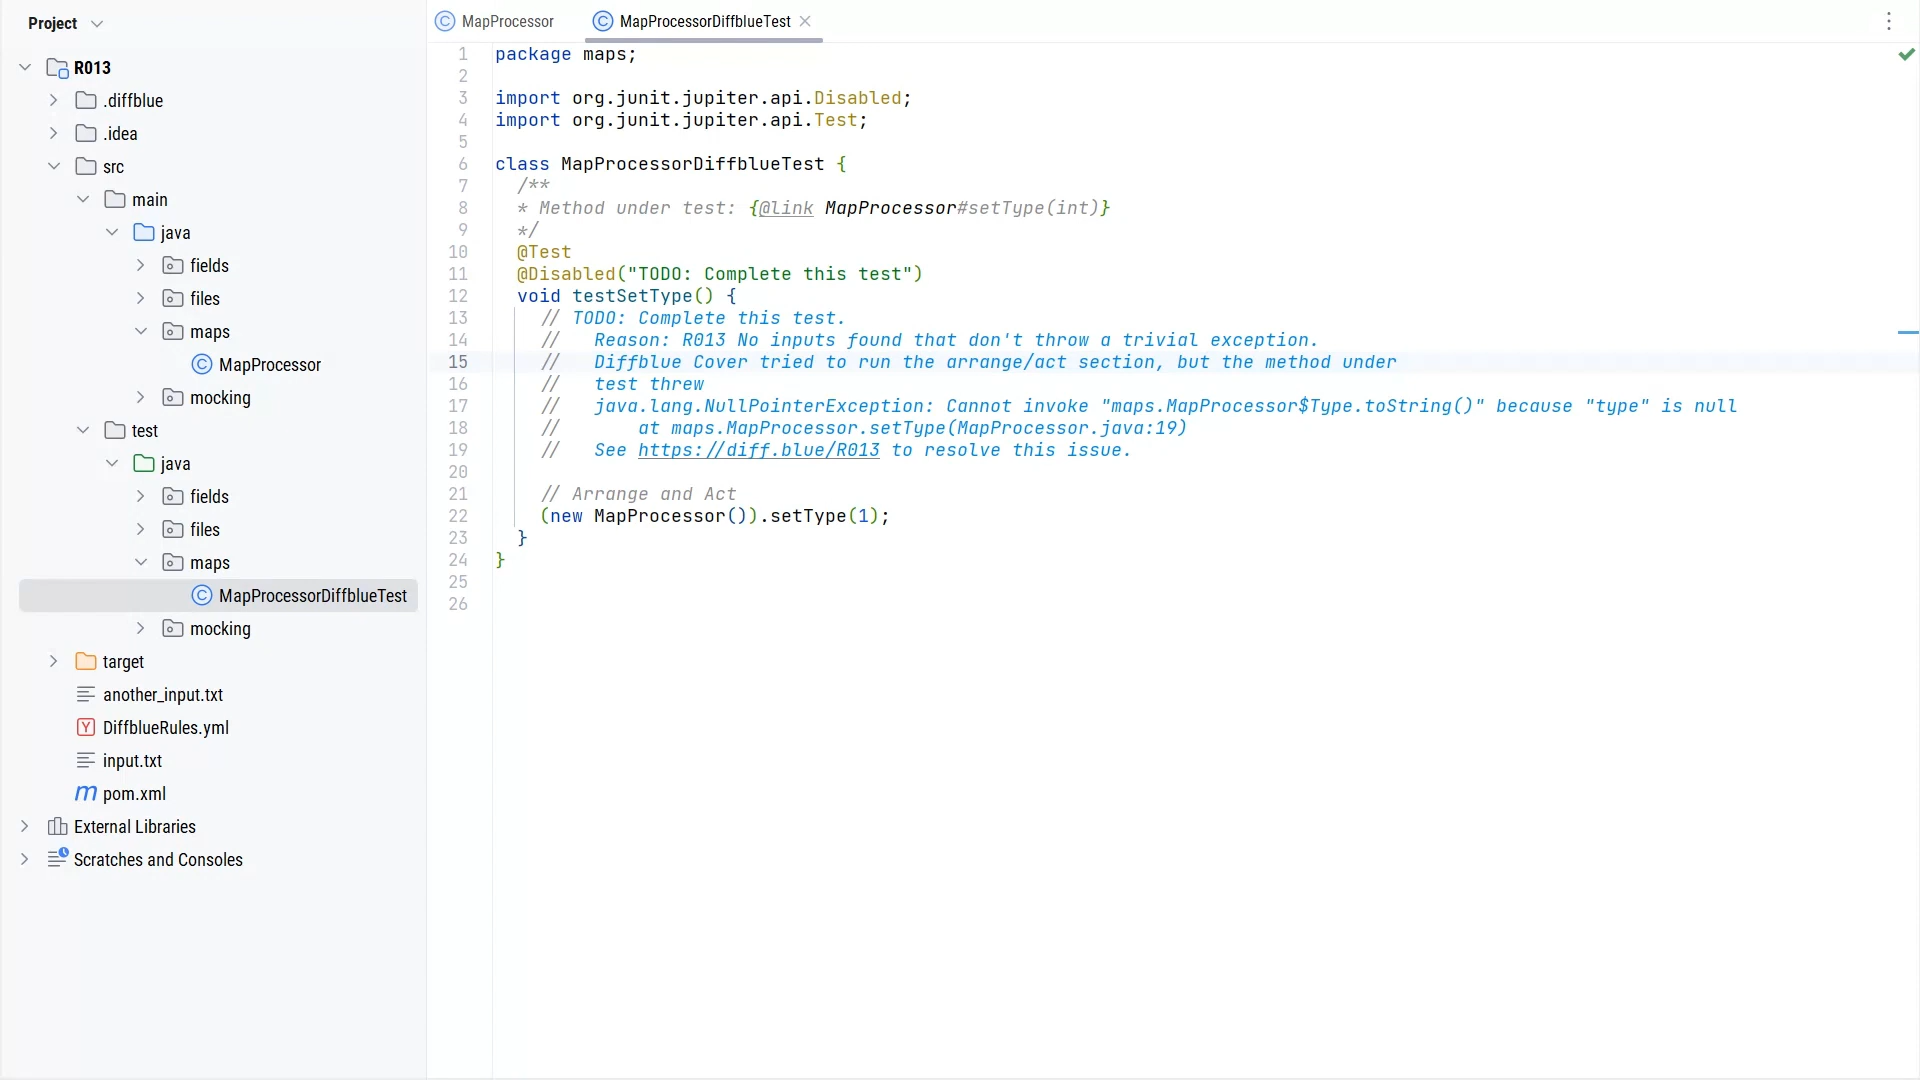 Project
R013
.diffblue
.idea
src
main
java
fields
files
maps
MapProcessor
mocking
test
java
fields
files
maps
MapProcessorDiffblueTest
mocking
target
another_input.txt
DiffblueRules.yml
input.txt
pom.xml
External Libraries
Scratches and Consoles
MapProcessor MapProcessorDiffblueTest
1 package maps;
2
3 import org.junit.jupiter.api.Disabled;
4 import org.junit.jupiter.api.Test;
5
6 class MapProcessorDiffblueTest {
7 /**
8 * Method under test: {@link MapProcessor#setType(int)}
9 */
10 @Test
11 @Disabled("TODO: Complete this test")
12 void testSetType() {
13 // TODO: Complete this test.
14 // Reason: R013 No inputs found that don't throw a trivial exception.
15 // Diffblue Cover tried to run the arrange/act section, but the method under
16 // test threw
17 // java.lang.NullPointerException: Cannot invoke "maps.MapProcessor$Type.toString()" because "type" is null
18 // at maps.MapProcessor.setType(MapProcessor.java:19)
19 // See https://diff.blue/R013 to resolve this issue.
20
21 // Arrange and Act
22 (new MapProcessor()).setType(1);
23 }
24 }
25
26